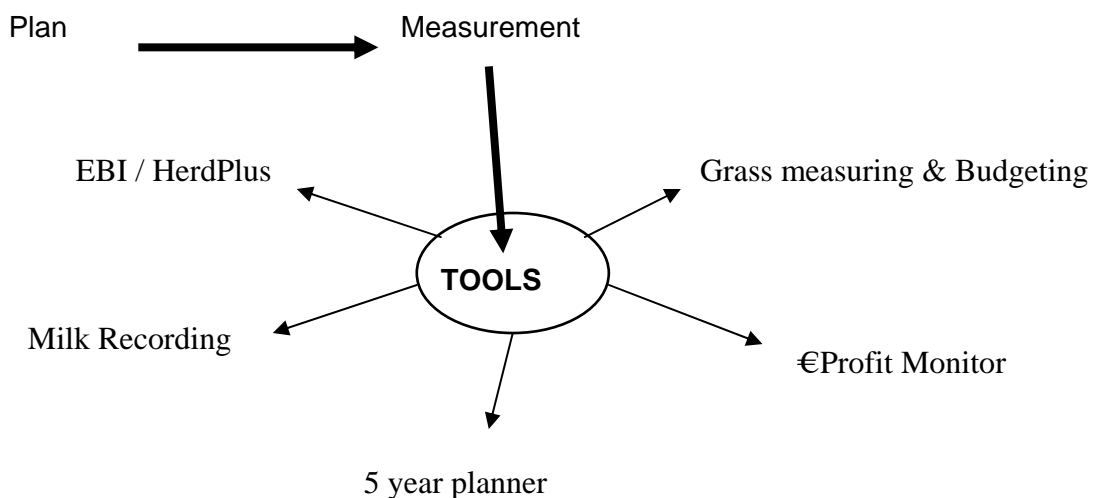 Plan
Measurement
EBI / HerdPlus
Grass measuring & Budgeting
TOOLS
Milk Recording
€Profit Monitor
5 year planner